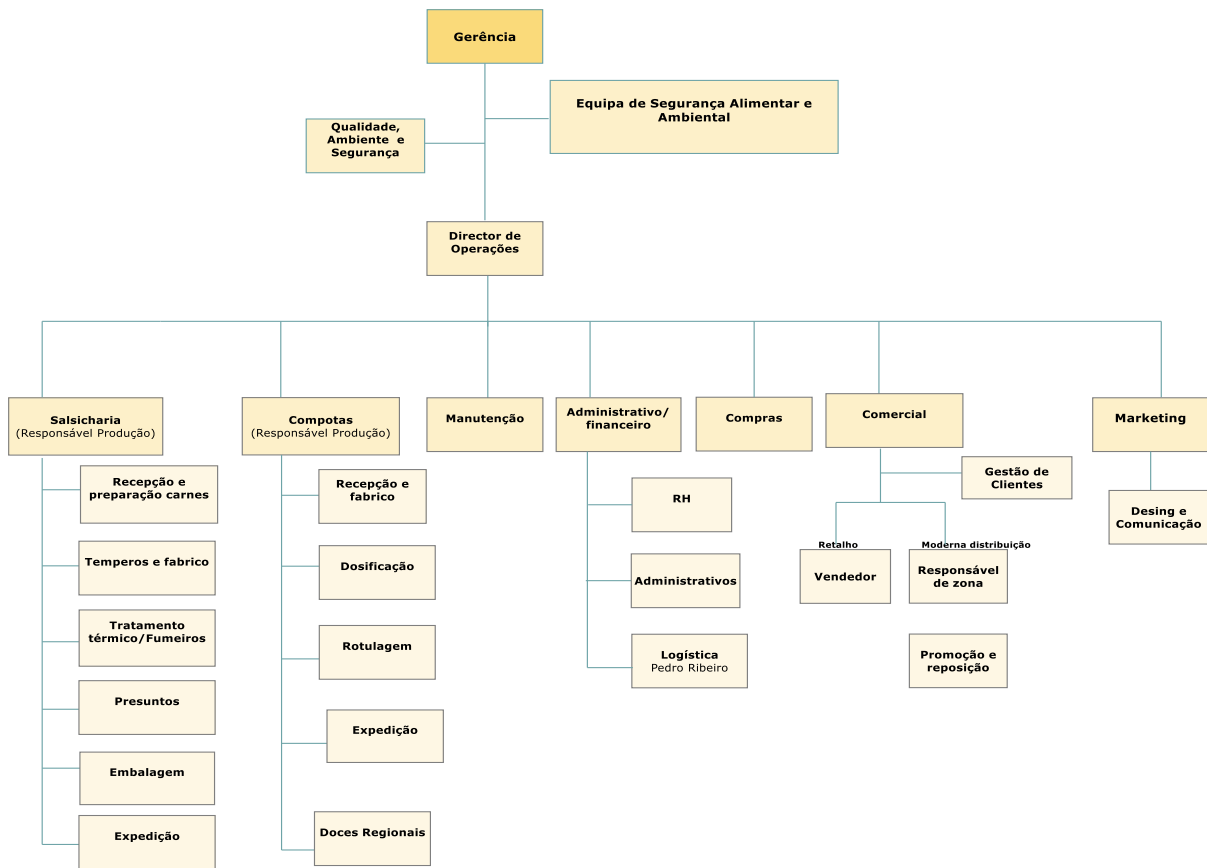 Gerência
Equipa de Segurança Alimentar e
Ambiental
Qualidade,
Ambiente e
Segurança
Director de
Operações
Salsicharia
(Responsável Produção)
Compotas
(Responsável Produção)
Manutenção
Administrativo/
financeiro
Compras
Comercial
Marketing
Recepção e
preparação carnes
Temperos e fabrico
Tratamento
térmico/Fumeiros
Presuntos
Embalagem
Expedição
Recepção e
fabrico
Dosificação
Rotulagem
Expedição
Doces Regionais
RH
Administrativos
Logística
Pedro Ribeiro
Gestão de
Clientes
Retalho
Vendedor
Moderna distribuição
Responsável
de zona
Promoção e
reposição
Desing e
Comunicação